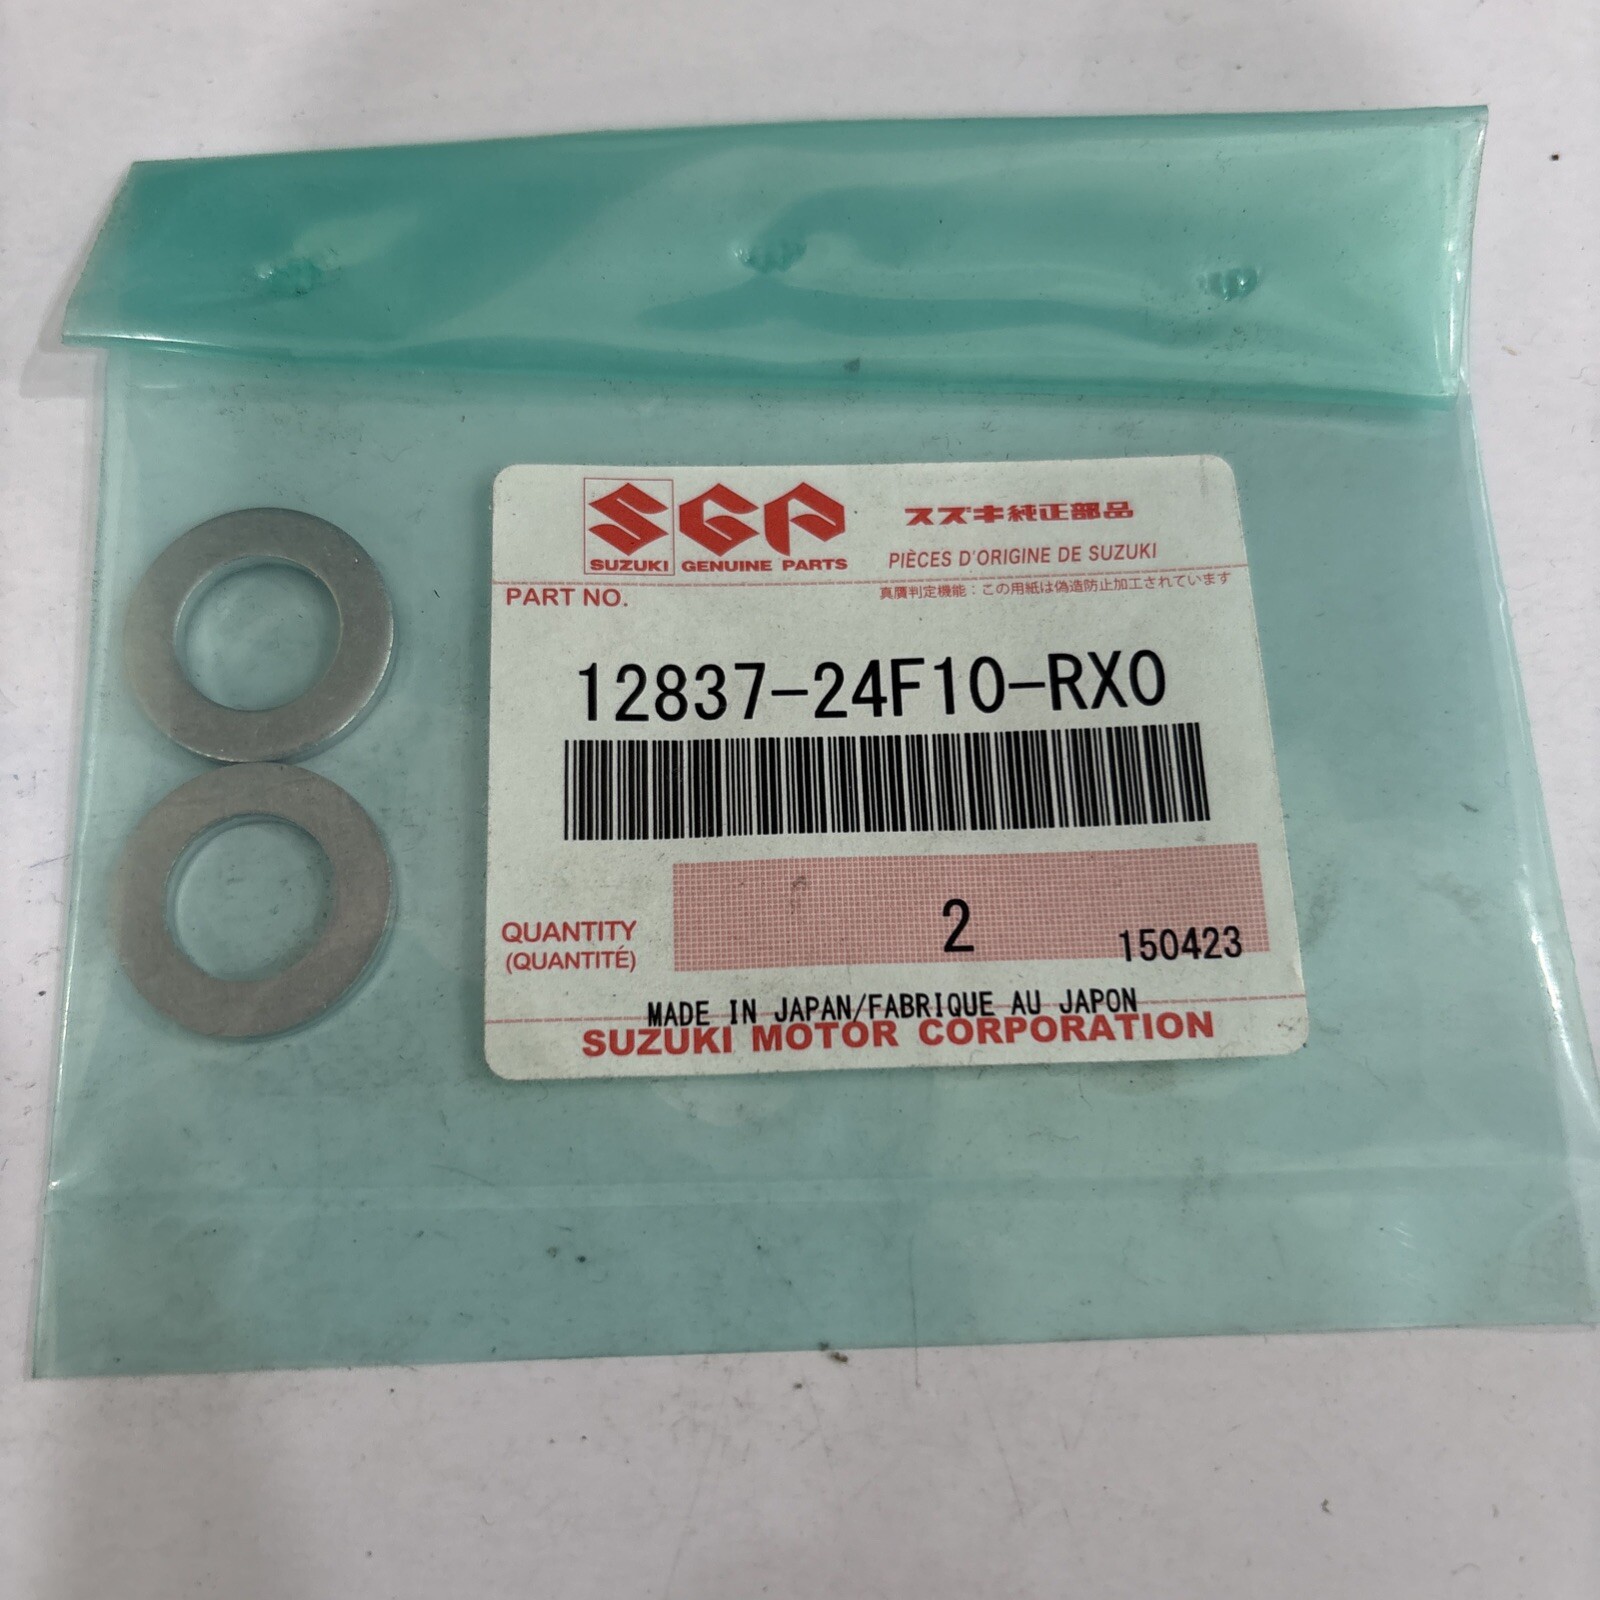 SGP
SUZUKI GENUINE PARTS
スズキ純正部品
PIÈCES D'ORIGINE DE SUZUKI
PART NO.
真贋判定機能：この用紙は偽造防止加工されています
12837-24F10-RX0
QUANTITY
(QUANTITÉ)
2
150423
MADE IN JAPAN/FABRIQUE AU JAPON
SUZUKI MOTOR CORPORATION